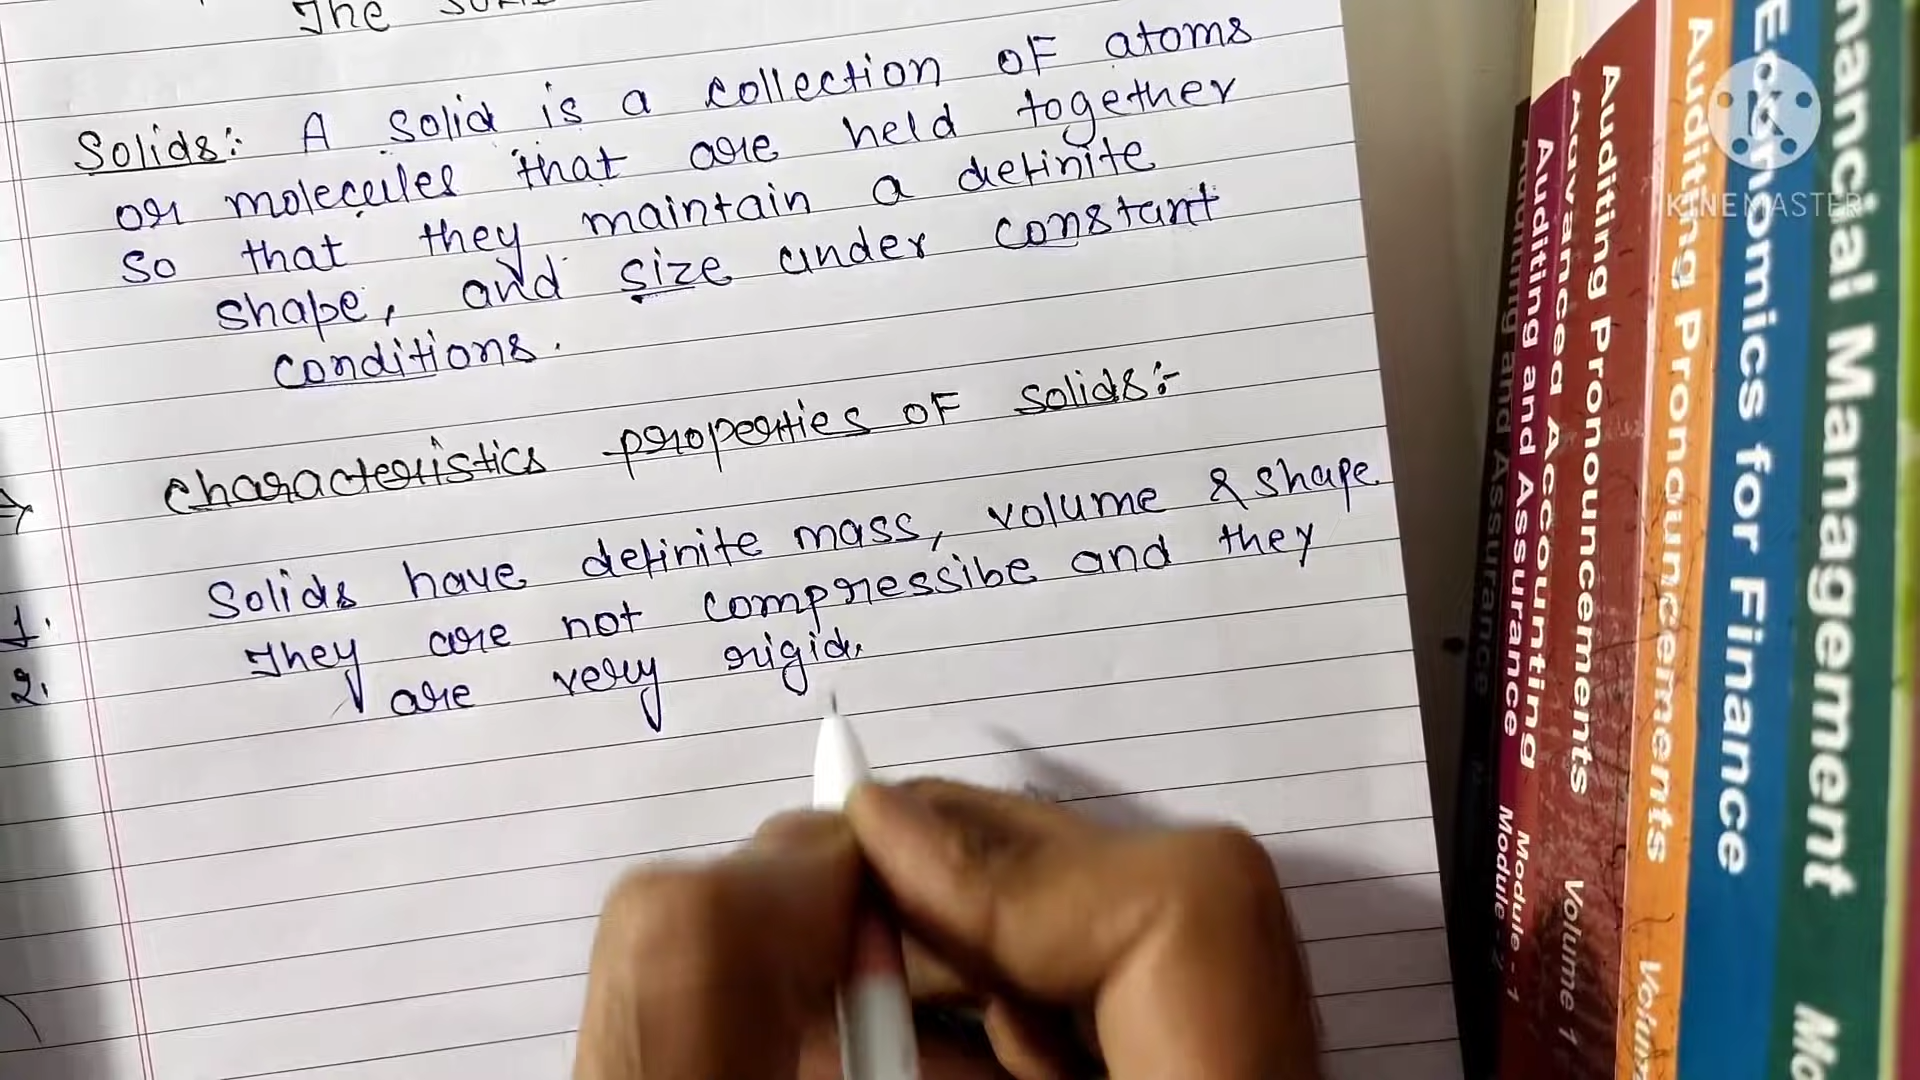 The
Solids: A solid is a collection of atoms
or molecules that are held together
so that they maintain a definite
shape, and size under constant
conditions.
⇒ Characteristics properties of solids:-
1. Solids have definite mass, volume & shape
2. They are not compressibe and they
are very rigid.
Auditing and Assurance
Auditing and Assurance Module - 2
Advanced Accounting Module - 1
Auditing Pronouncements Volume 1
Auditing Pronouncements
Economics for Finance
nancial Management Mo
KINEMASTER